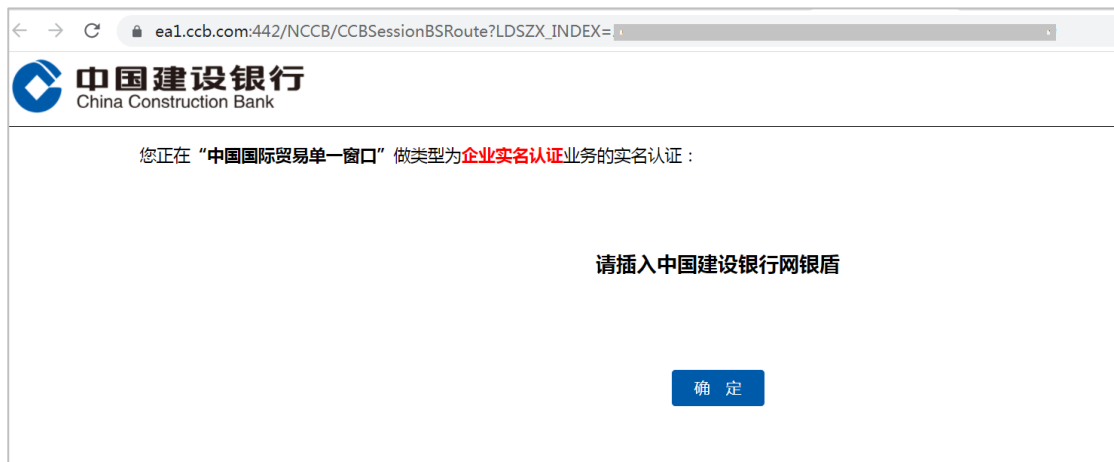 ea1.ccb.com:442/NCCB/CCBSessionBSRoute?LDSZX_INDEX=
中国建设银行
China Construction Bank
您正在“中国国际贸易单一窗口”做类型为企业实名认证业务的实名认证：
请插入中国建设银行网银盾
确 定